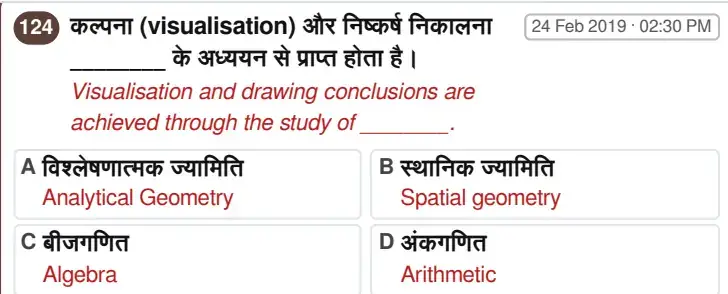 124 कल्पना (visualisation) और निष्कर्ष निकालना
24 Feb 2019 · 02:30 PM
________ के अध्ययन से प्राप्त होता है।
Visualisation and drawing conclusions are
achieved through the study of _______.
A विश्लेषणात्मक ज्यामिति
Analytical Geometry
B स्थानिक ज्यामिति
Spatial geometry
C बीजगणित
Algebra
D अंकगणित
Arithmetic